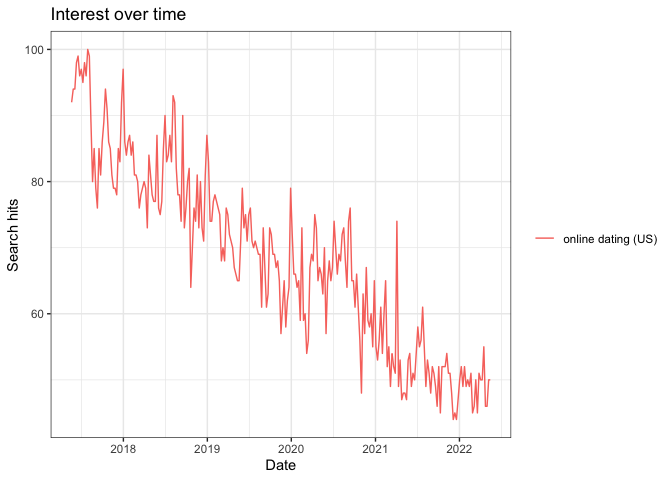 Interest over time
100
80
60
Search hits
2018 2019 2020 2021 2022
Date
online dating (US)